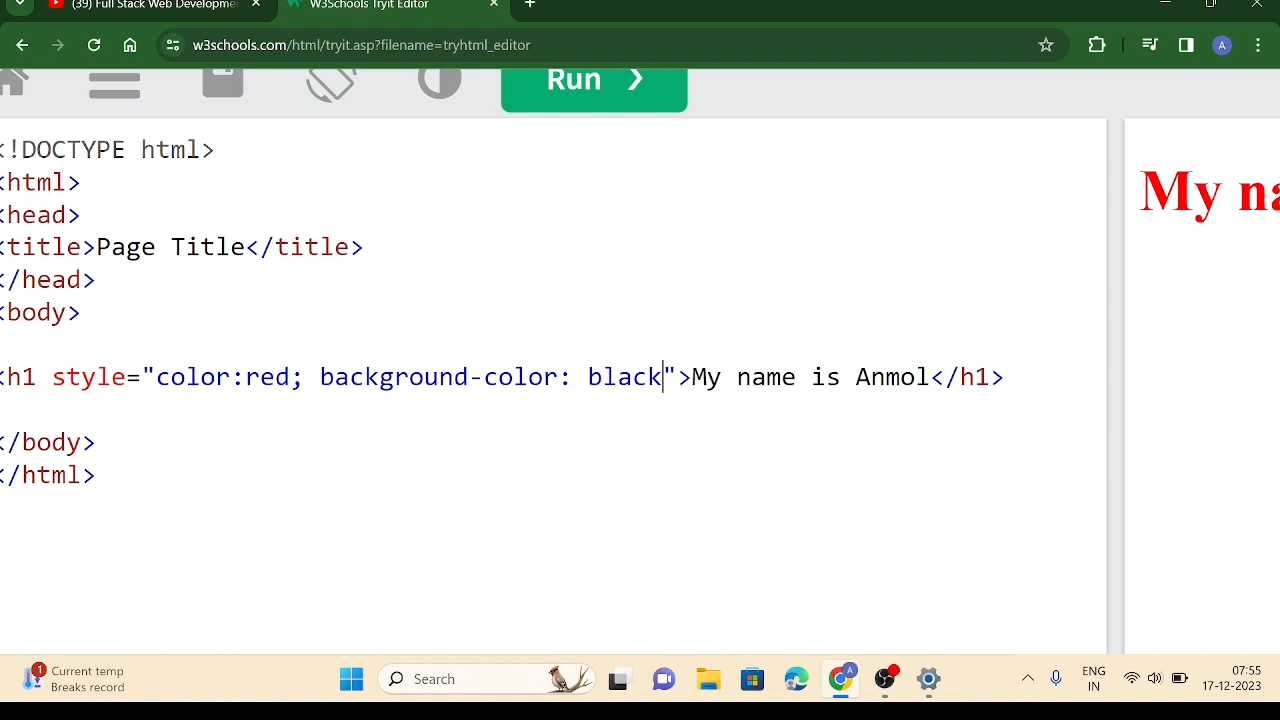 (39) Full Stack Web Developme
W3Schools Tryit Editor
w3schools.com/html/tryit.asp?filename=tryhtml_editor
A
Run ❯
<!DOCTYPE html>
<html>
<head>
<title>Page Title</title>
</head>
<body>
<h1 style="color:red; background-color: black">My name is Anmol</h1>
</body>
</html>
My na
1
Current temp
Breaks record
Search
A
ENG
IN
07:55
17-12-2023